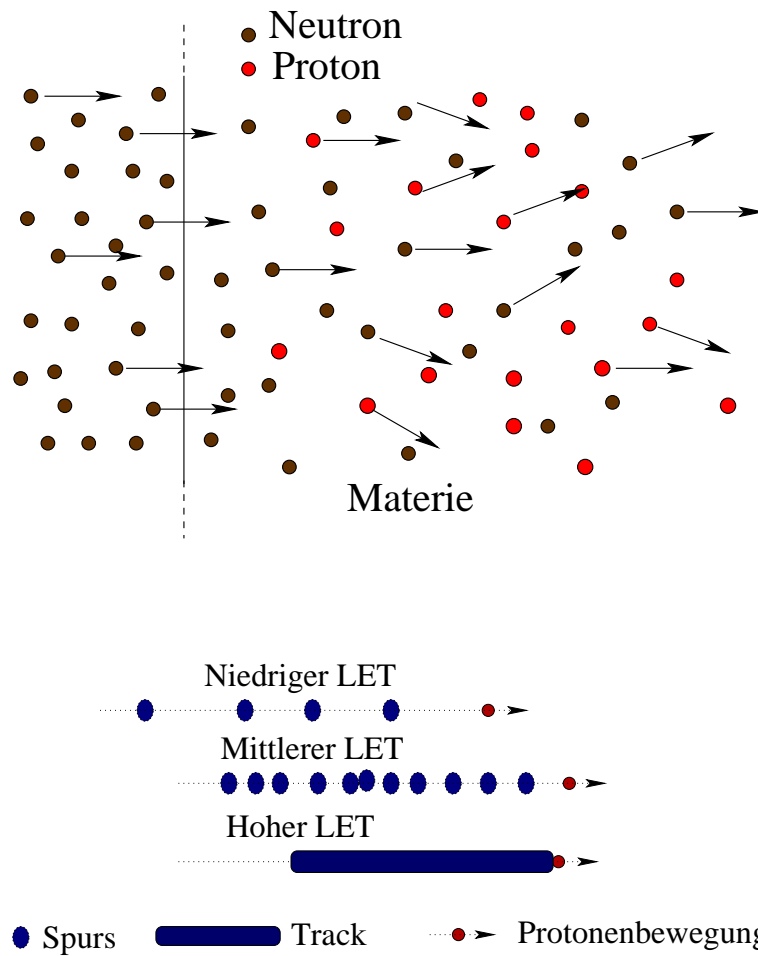 Neutron
Proton
Materie
Niedriger LET
Mittlerer LET
Hoher LET
Spurs Track Protonenbewegung